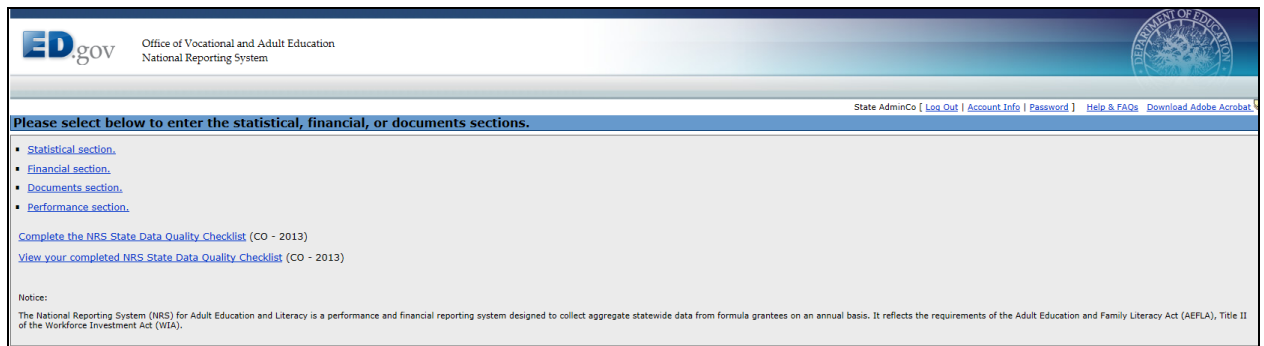 ED.gov
Office of Vocational and Adult Education
National Reporting System
DEPARTMENT OF EDUCATION
State AdminCo [ Log Out | Account Info | Password ] Help & FAQs Download Adobe Acrobat
Please select below to enter the statistical, financial, or documents sections.
Statistical section.
Financial section.
Documents section.
Performance section.
Complete the NRS State Data Quality Checklist (CO - 2013)
View your completed NRS State Data Quality Checklist (CO - 2013)
Notice:
The National Reporting System (NRS) for Adult Education and Literacy is a performance and financial reporting system designed to collect aggregate statewide data from formula grantees on an annual basis. It reflects the requirements of the Adult Education and Family Literacy Act (AEFLA), Title II
of the Workforce Investment Act (WIA).